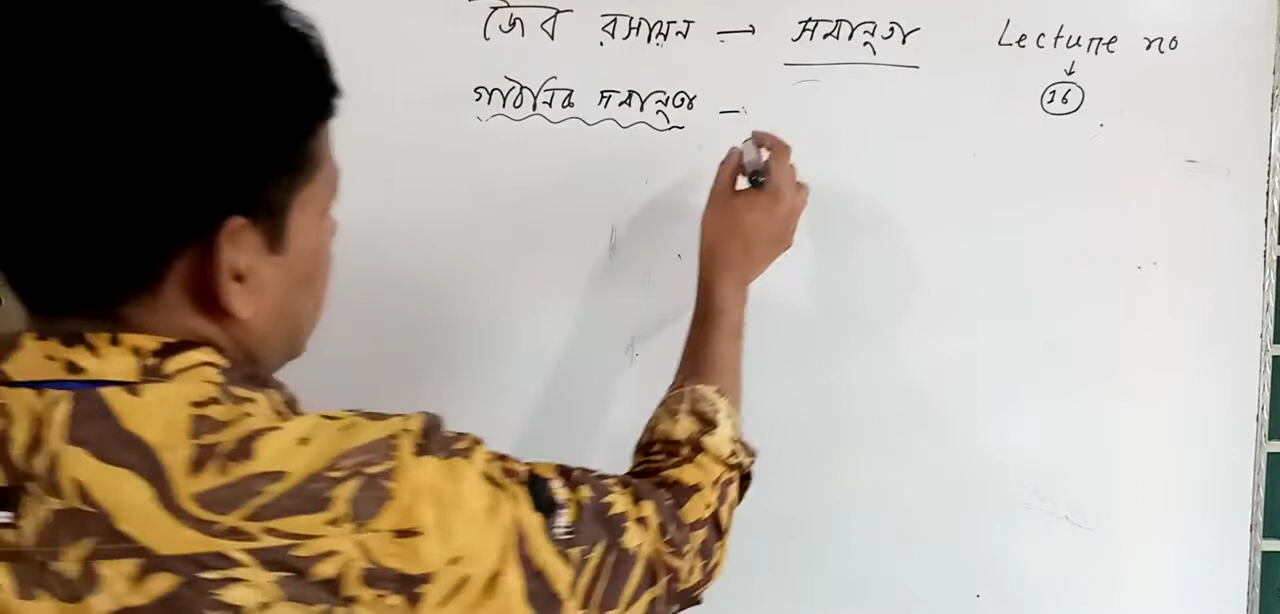 জৈব রসায়ন → সমানুতা Lecture no
↓
গাঠনিক সমানুতা – 16